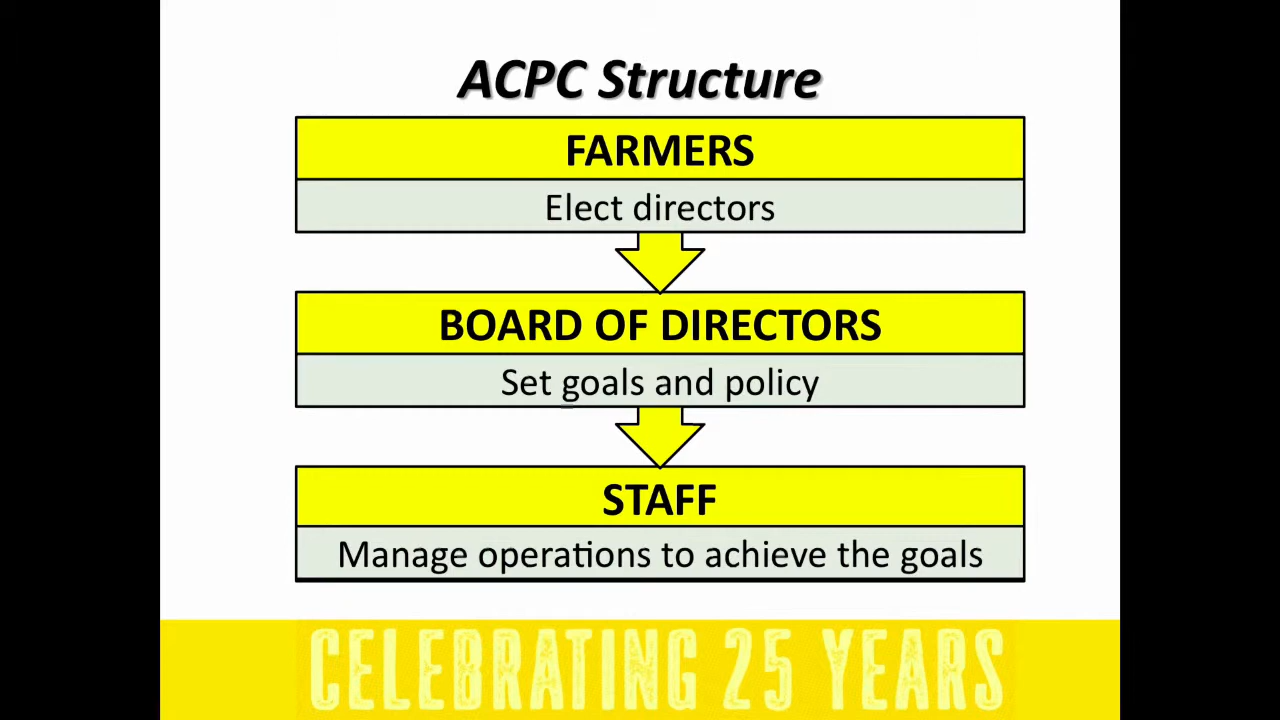 ACPC Structure
FARMERS
Elect directors
BOARD OF DIRECTORS
Set goals and policy
STAFF
Manage operations to achieve the goals
CELEBRATING 25 YEARS